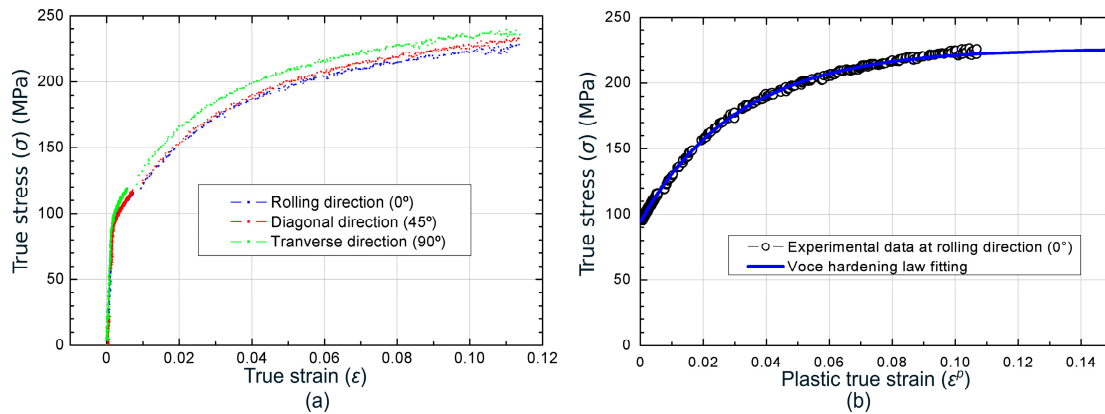 250
200
150
100
50
0
True stress (σ) (MPa)
Rolling direction (0º)
Diagonal direction (45º)
Tranverse direction (90º)
0 0.02 0.04 0.06 0.08 0.10 0.12
True strain (ε)
(a)
250
200
150
100
50
0
True stress (σ) (MPa)
Experimental data at rolling direction (0°)
Voce hardening law fitting
0 0.02 0.04 0.06 0.08 0.10 0.12 0.14
Plastic true strain (εᵖ)
(b)